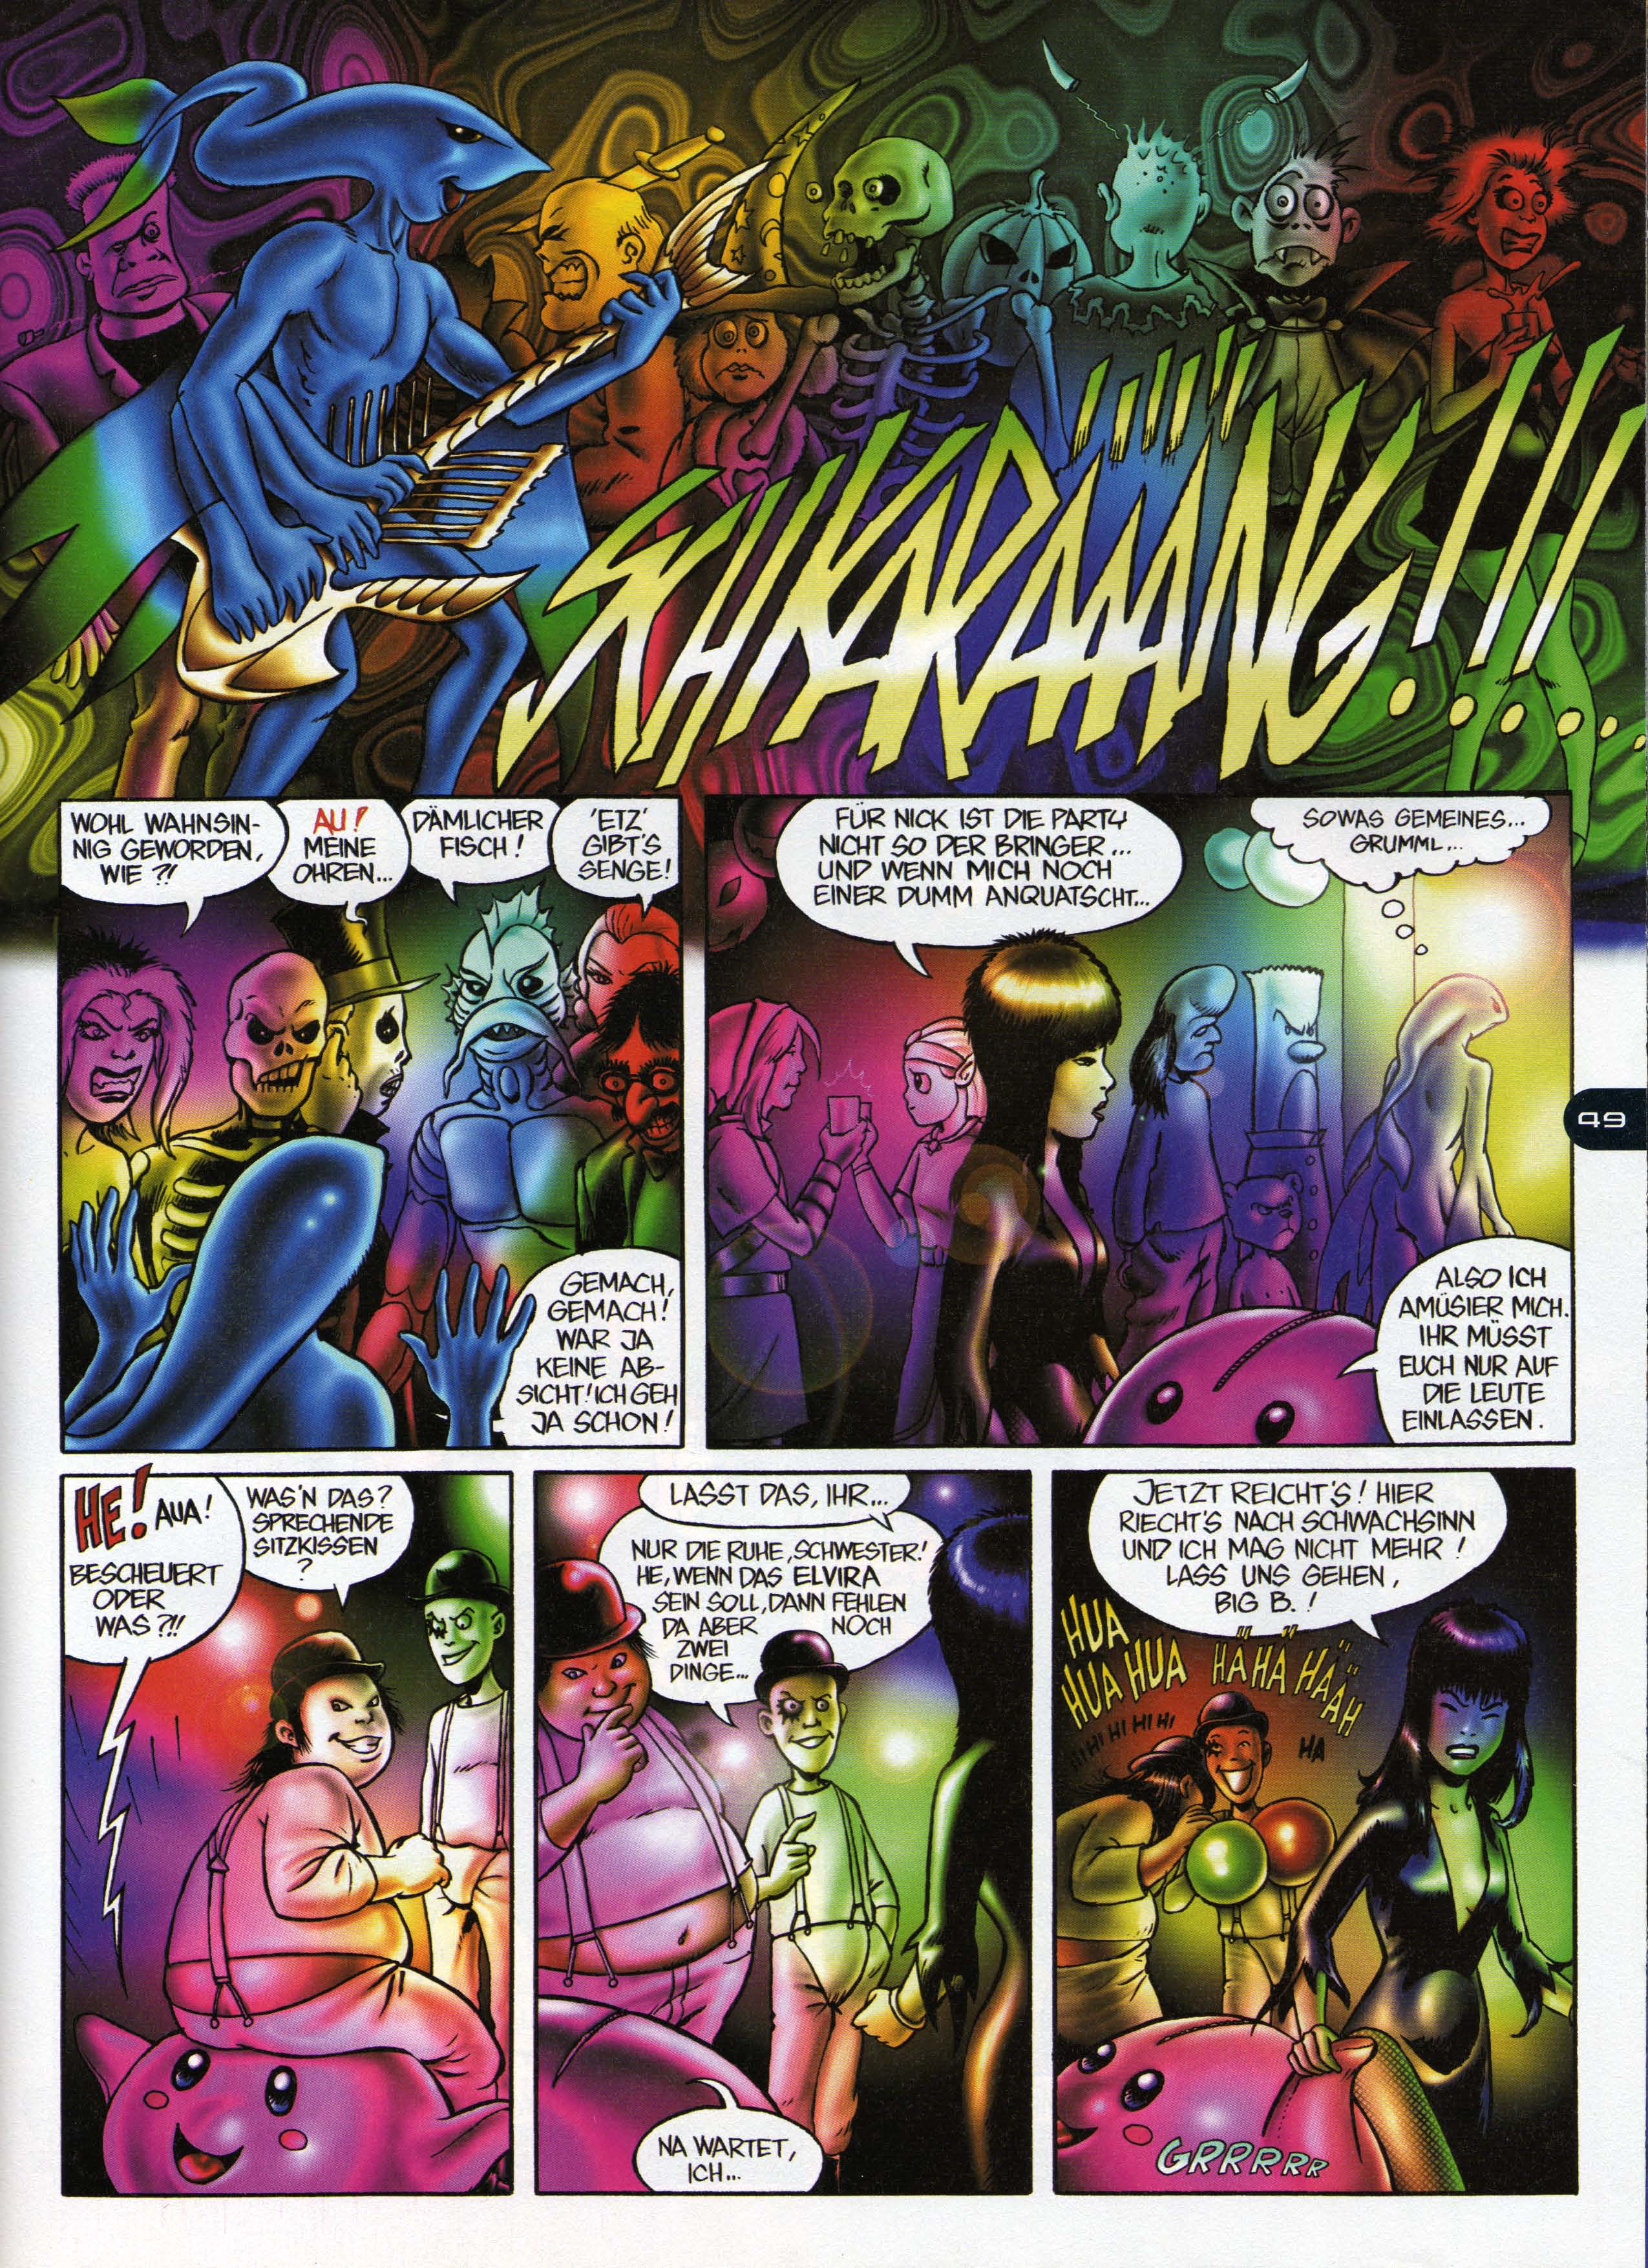 SCHKRAWÄÄÄNG!!!...
WOHL WAHNSIN-
NIG GEWORDEN,
WIE ?!
AU!
MEINE
OHREN...
DÄMLICHER
FISCH!
'ETZ'
GIBT'S
SENGE!
GEMACH,
GEMACH!
WAR JA
KEINE AB-
SICHT! ICH GEH
JA SCHON!
FÜR NICK IST DIE PARTY
NICHT SO DER BRINGER...
UND WENN MICH NOCH
EINER DUMM ANQUATSCHT...
SOWAS GEMEINES...
GRUMML...
ALSO ICH
AMÜSIER MICH.
IHR MÜSST
EUCH NUR AUF
DIE LEUTE
EINLASSEN.
49
HE! AUA!
BESCHEUERT
ODER
WAS?!!
WAS'N DAS?
SPRECHENDE
SITZKISSEN
?
LASST DAS, IHR...
NUR DIE RUHE, SCHWESTER!
HE, WENN DAS ELVIRA
SEIN SOLL, DANN FEHLEN
DA ABER NOCH
ZWEI
DINGE...
NA WARTET,
ICH...
JETZT REICHT'S! HIER
RIECHT'S NACH SCHWACHSINN
UND ICH MAG NICHT MEHR!
LASS UNS GEHEN,
BIG B.!
HUA
HUA HUA
HÄ HÄ HÄÄH
HI HI HI HI HI
HA
GRRRRR